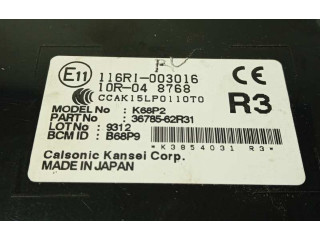 E11 116RI-003016
10R-04 8768
CCAK15LP0110T0
CE
R3
MODEL No : K68P2
PART No : 36785-62R31
LOT No : 9312
BCM ID : B68P9
*K3854031 R3*
Calsonic Kansei Corp.
MADE IN JAPAN